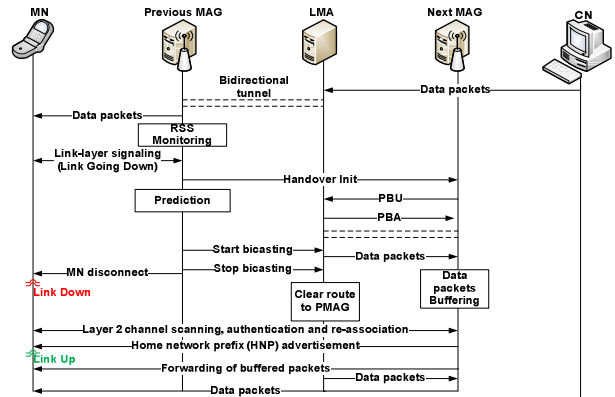 MN
Previous MAG
LMA
Next MAG
CN
Bidirectional
tunnel
Data packets
Data packets
RSS
Monitoring
Link-layer signaling
(Link Going Down)
Handover Init
Prediction
PBU
PBA
Start bicasting
Data packets
MN disconnect
Stop bicasting
Data
packets
Buffering
Link Down
Clear route
to PMAG
Layer 2 channel scanning, authentication and re-association
Home network prefix (HNP) advertisement
Link Up
Forwarding of buffered packets
Data packets
Data packets